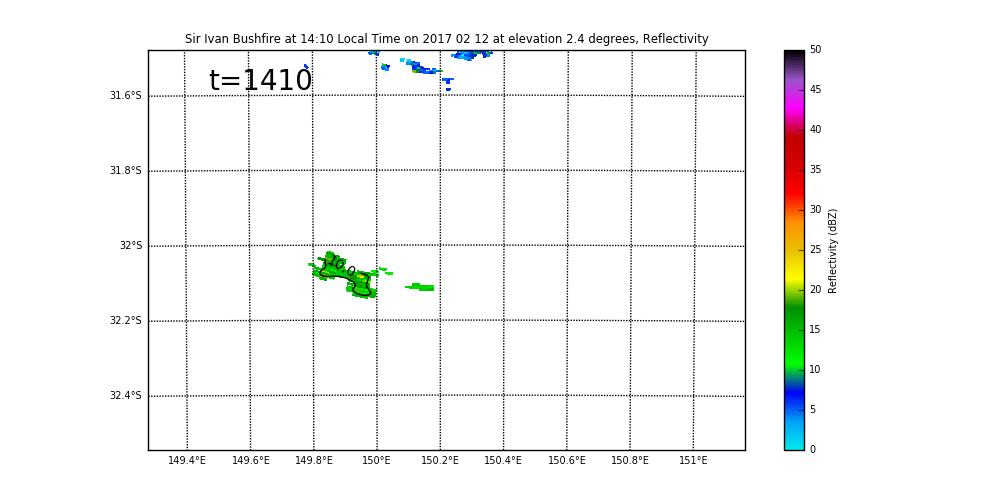 Sir Ivan Bushfire at 14:10 Local Time on 2017 02 12 at elevation 2.4 degrees, Reflectivity
t=1410
31.6°S
31.8°S
32°S
32.2°S
32.4°S
149.4°E 149.6°E 149.8°E 150°E 150.2°E 150.4°E 150.6°E 150.8°E 151°E
10.0
50
45
40
35
30
25
20
15
10
5
0
Reflectivity (dBZ)